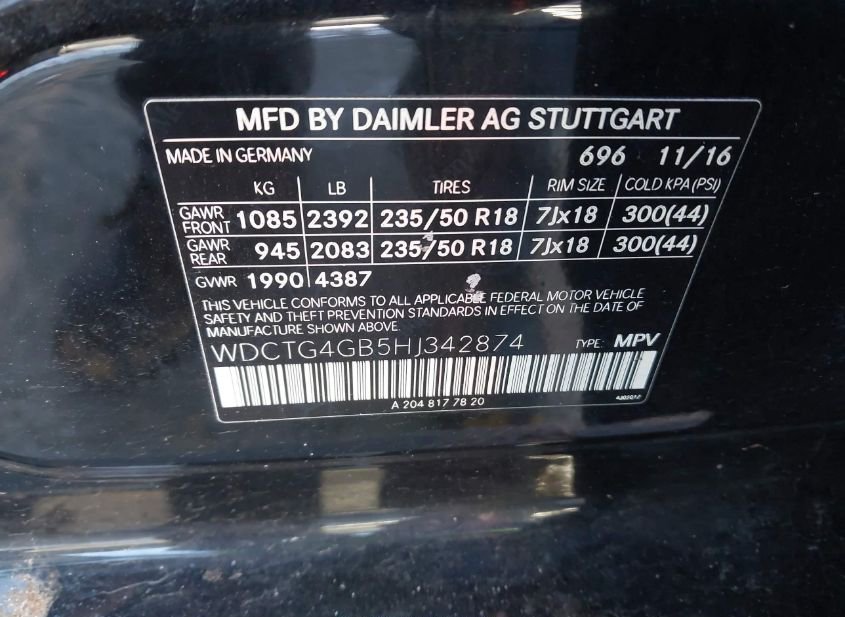 MFD BY DAIMLER AG STUTTGART
MADE IN GERMANY 696 11/16
KG LB TIRES RIM SIZE COLD KPA(PSI)
GAWR FRONT 1085 2392 235/50 R18 7Jx18 300(44)
GAWR REAR 945 2083 235/50 R18 7Jx18 300(44)
GVWR 1990 4387
THIS VEHICLE CONFORMS TO ALL APPLICABLE FEDERAL MOTOR VEHICLE
SAFETY AND THEFT PREVENTION STANDARDS IN EFFECT ON THE DATE OF
MANUFACTURE SHOWN ABOVE.
WDCTG4GB5HJ342874 TYPE: MPV
A 204 817 78 20